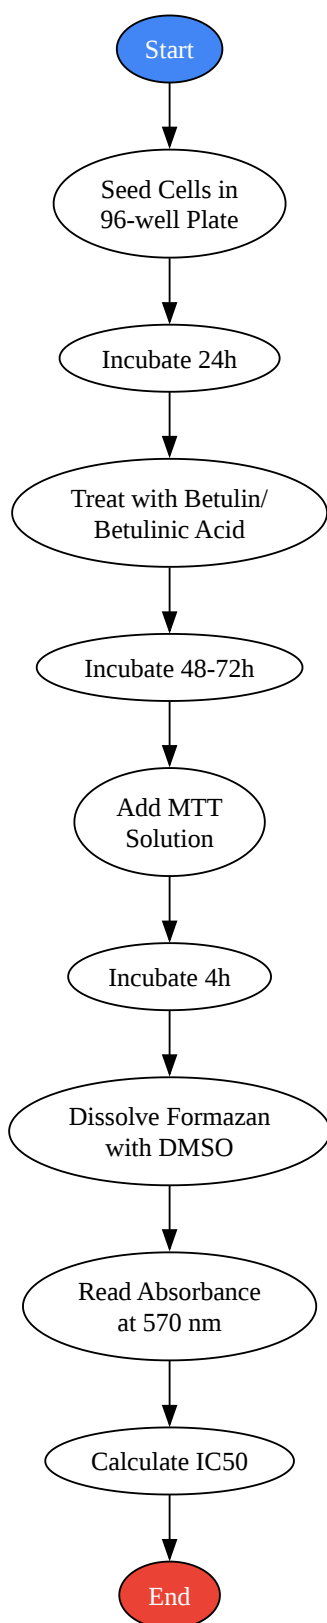 Start
Seed Cells in
96-well Plate
Incubate 24h
Treat with Betulin/
Betulinic Acid
Incubate 48-72h
Add MTT
Solution
Incubate 4h
Dissolve Formazan
with DMSO
Read Absorbance
at 570 nm
Calculate IC50
End